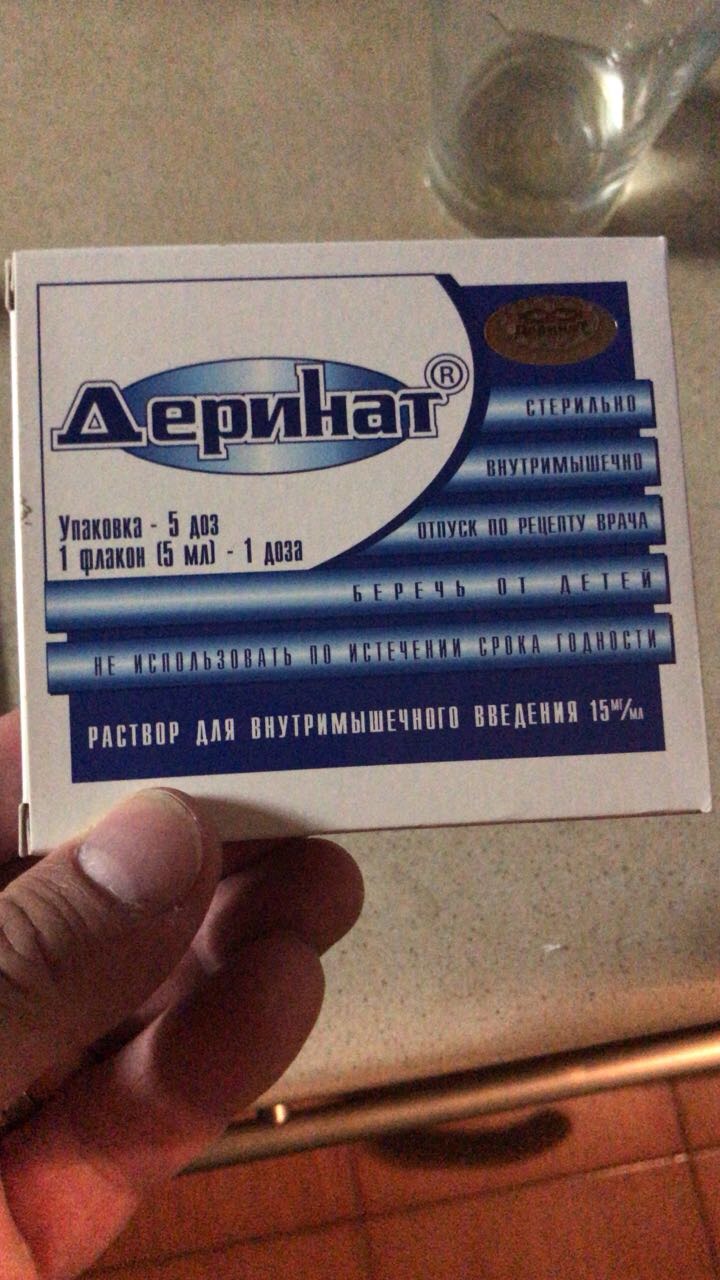 Деринат
Деринат®
СТЕРИЛЬНО
ВНУТРИМЫШЕЧНО
ОТПУСК ПО РЕЦЕПТУ ВРАЧА
Упаковка - 5 доз
1 флакон (5 мл) - 1 доза
БЕРЕЧЬ ОТ ДЕТЕЙ
НЕ ИСПОЛЬЗОВАТЬ ПО ИСТЕЧЕНИИ СРОКА ГОДНОСТИ
РАСТВОР ДЛЯ ВНУТРИМЫШЕЧНОГО ВВЕДЕНИЯ 15мг/мл